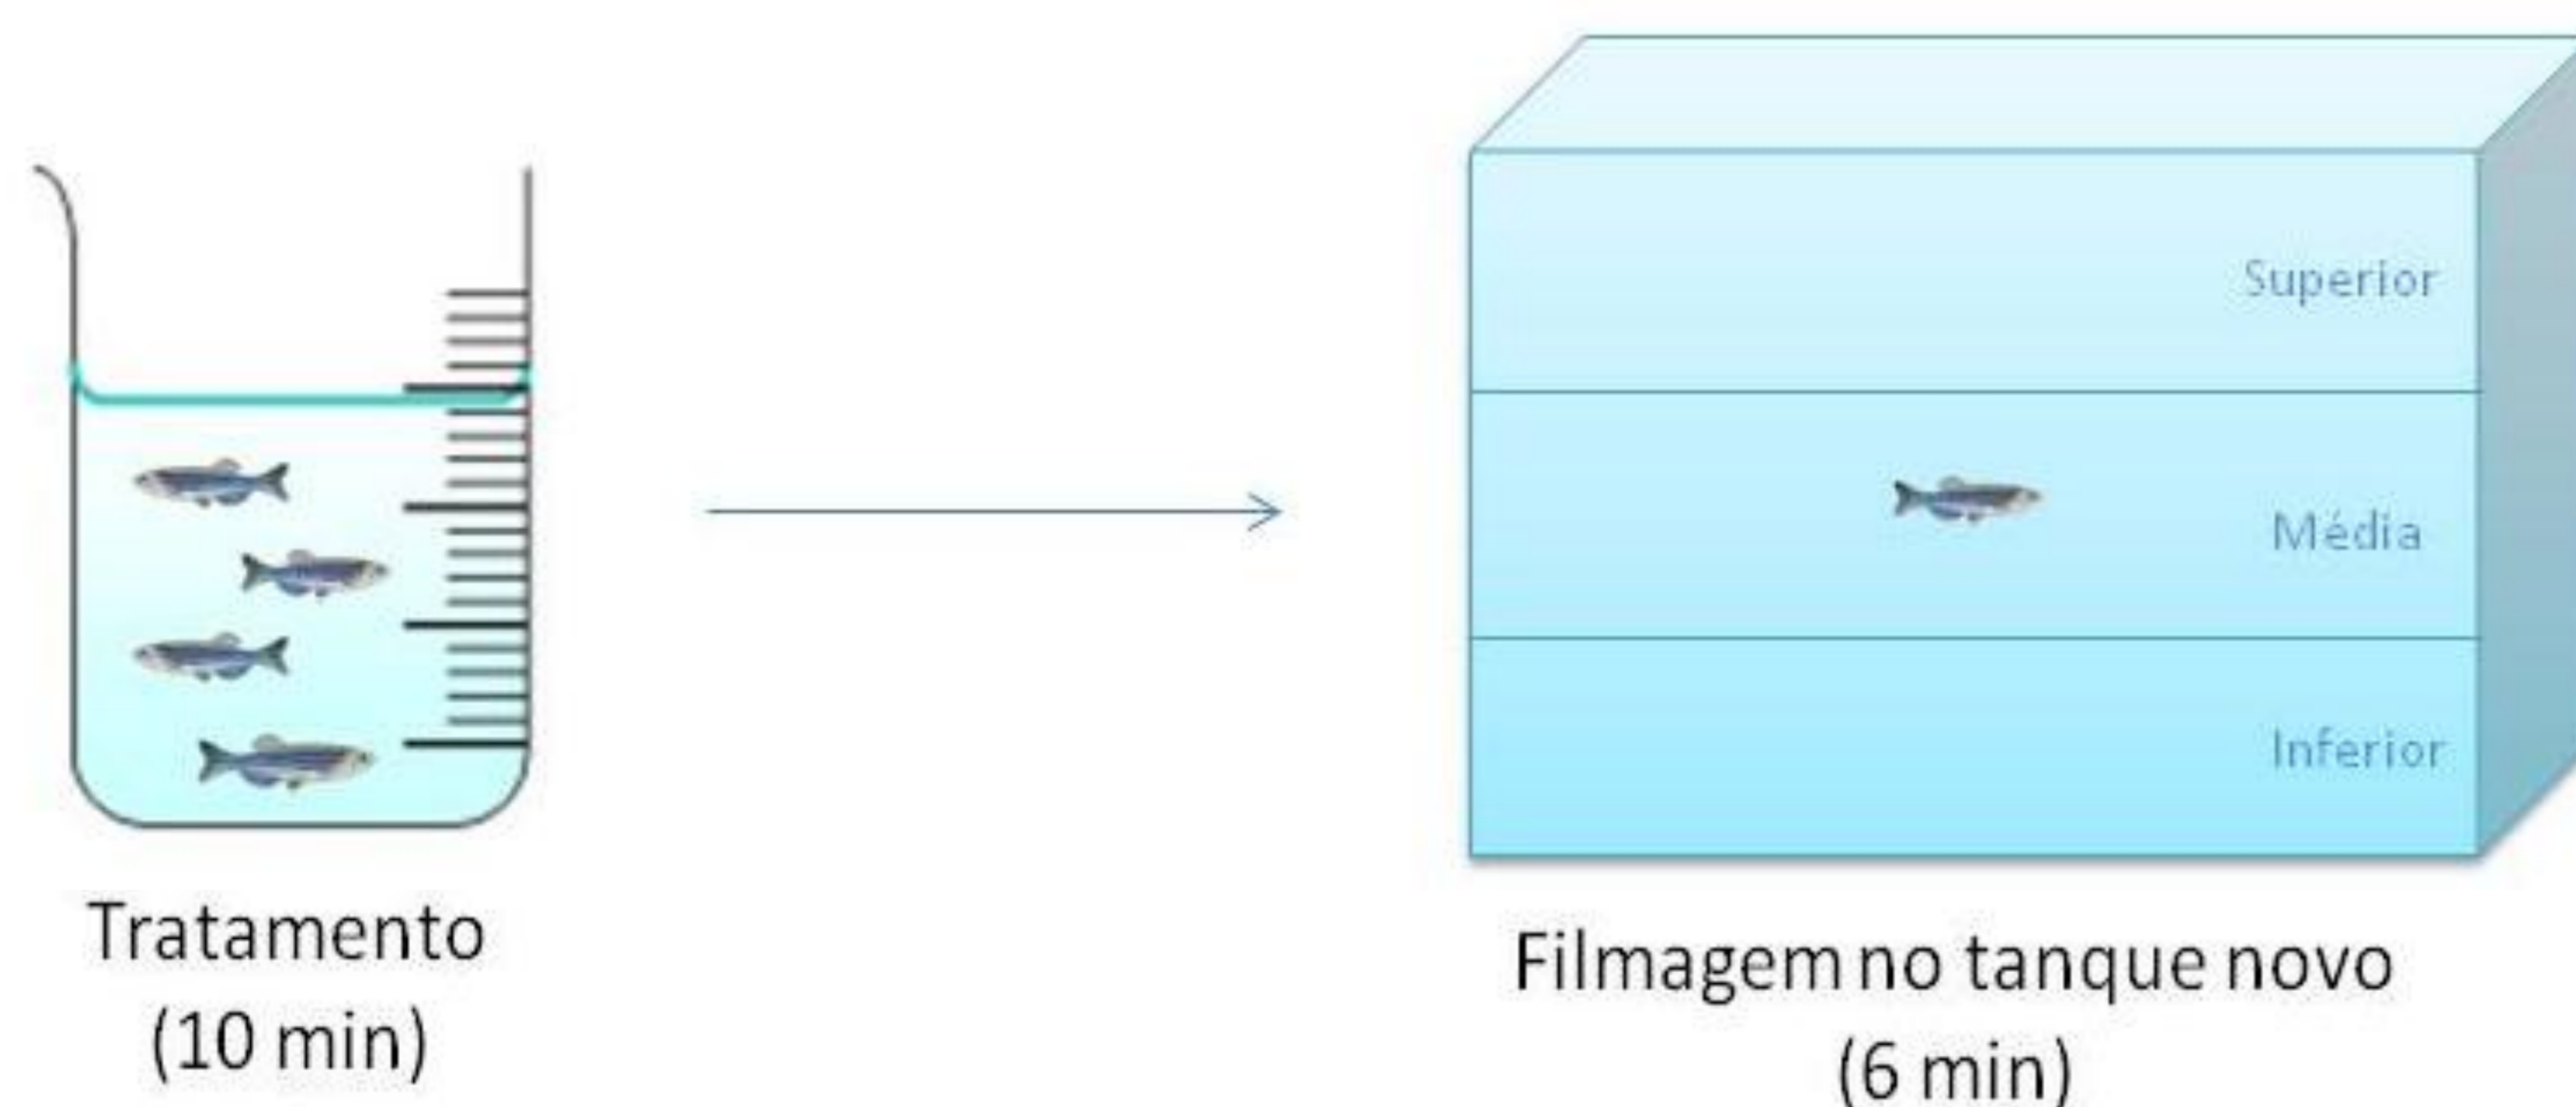 Superior
Média
Inferior
Tratamento
(10 min)
Filmagem no tanque novo
(6 min)